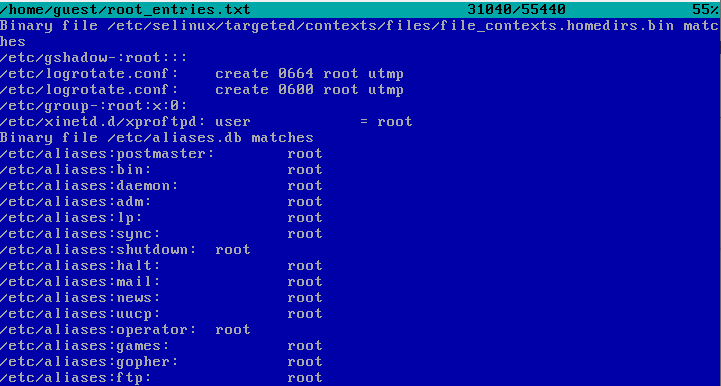 /home/guest/root_entries.txt 31040/55440 55%
Binary file /etc/selinux/targeted/contexts/files/file_contexts.homedirs.bin matc
hes
/etc/gshadow-:root:::
/etc/logrotate.conf:    create 0664 root utmp
/etc/logrotate.conf:    create 0600 root utmp
/etc/group-:root:x:0:
/etc/xinetd.d/xproftpd: user            = root
Binary file /etc/aliases.db matches
/etc/aliases:postmaster:        root
/etc/aliases:bin:               root
/etc/aliases:daemon:            root
/etc/aliases:adm:               root
/etc/aliases:lp:                root
/etc/aliases:sync:              root
/etc/aliases:shutdown:  root
/etc/aliases:halt:              root
/etc/aliases:mail:              root
/etc/aliases:news:              root
/etc/aliases:uucp:              root
/etc/aliases:operator:  root
/etc/aliases:games:             root
/etc/aliases:gopher:            root
/etc/aliases:ftp:               root